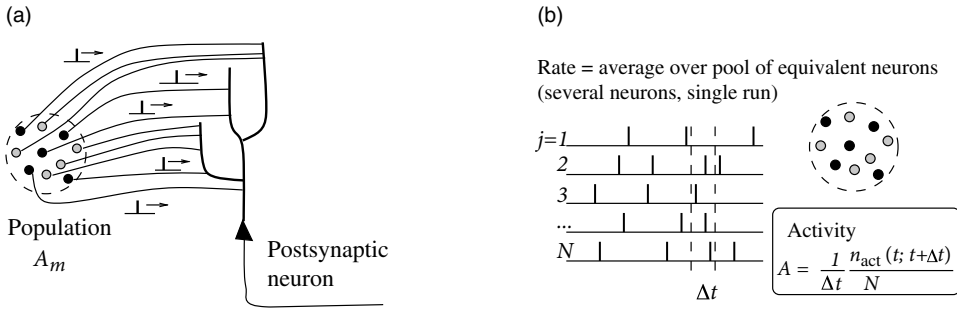 (a)
Population
A_m
Postsynaptic
neuron
(b)
Rate = average over pool of equivalent neurons
(several neurons, single run)
j=1
2
3
...
N
Δt
Activity
A = 1/Δt n_act (t; t+Δt)/N